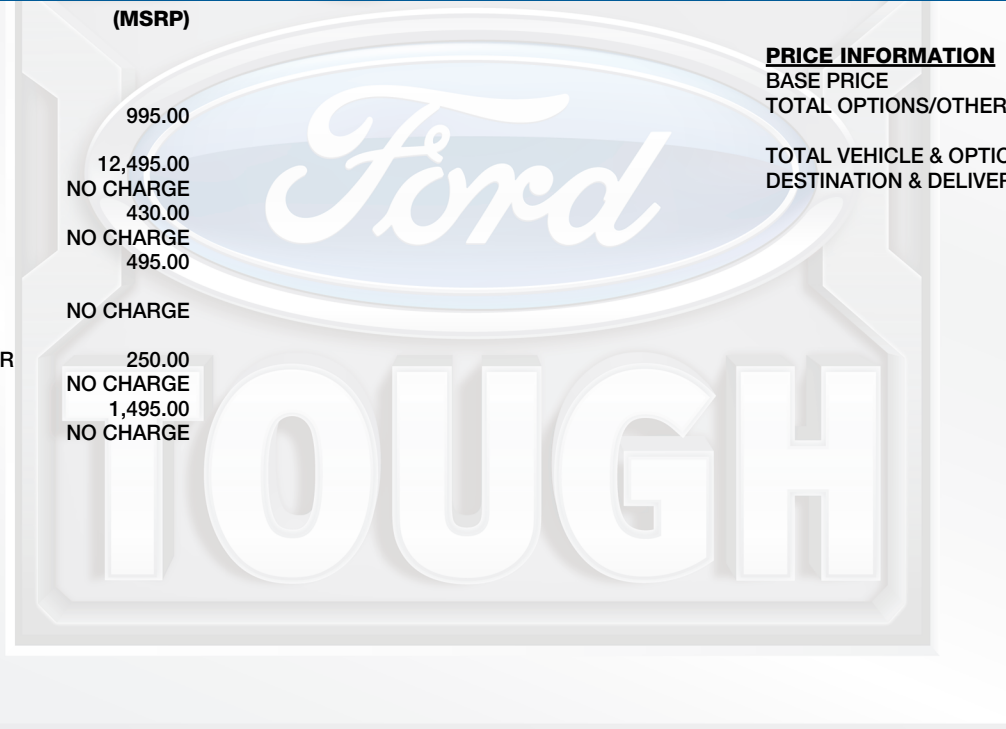 (MSRP)
995.00
12,495.00
NO CHARGE
430.00
NO CHARGE
495.00
NO CHARGE
R 250.00
NO CHARGE
1,495.00
NO CHARGE
PRICE INFORMATION
BASE PRICE
TOTAL OPTIONS/OTHER
TOTAL VEHICLE & OPTIO
DESTINATION & DELIVER
Ford
TOUGH